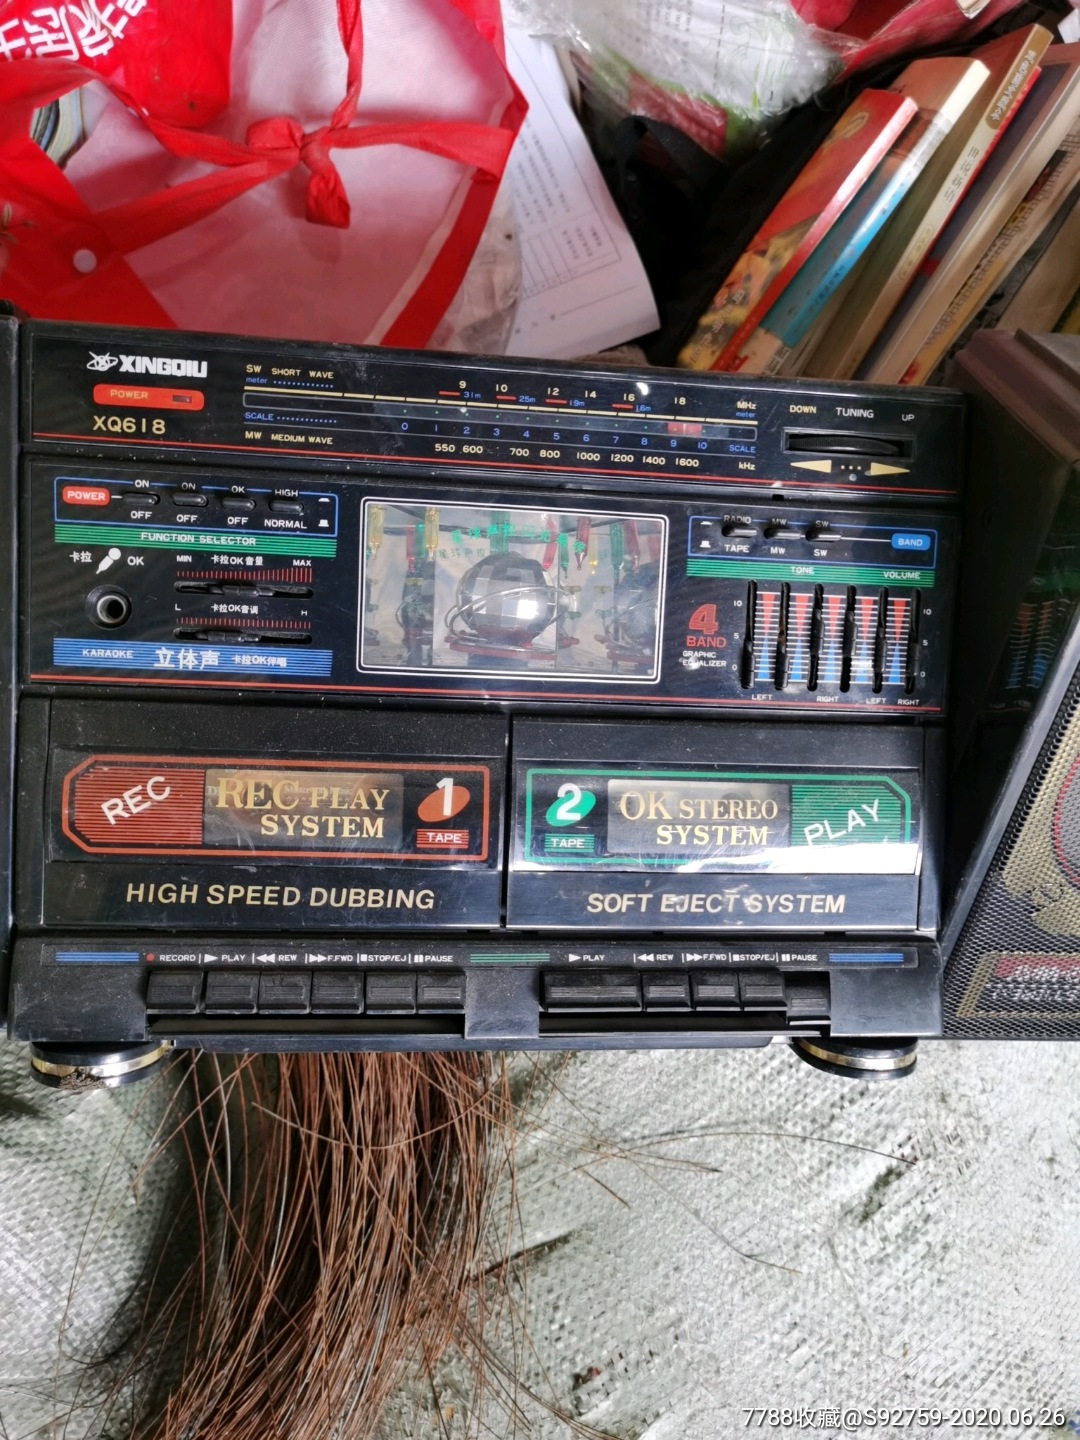 XINGQIU
POWER
XQ618
SW SHORT WAVE
meter
9 10 12 14 16 18 MHz
31m 25m 19m 16m meter
SCALE 0 1 2 3 4 5 6 7 8 9 10 SCALE
MW MEDIUM WAVE 550 600 700 800 1000 1200 1400 1600 kHz
DOWN TUNING UP
POWER ON ON OK HIGH
OFF OFF OFF NORMAL
FUNCTION SELECTOR
卡拉 OK
MIN 卡拉OK音量 MAX
L 卡拉OK音调 H
KARAOKE 立体声 卡拉OK伴唱
RADIO MW SW
TAPE MW SW
BAND
TONE VOLUME
10 10
5 5
0 0
4
BAND
GRAPHIC
EQUALIZER
LEFT RIGHT LEFT RIGHT
REC
REC PLAY
SYSTEM
1
TAPE
HIGH SPEED DUBBING
2
TAPE
OK STEREO
SYSTEM
PLAY
SOFT EJECT SYSTEM
RECORD PLAY REW F.FWD STOP/EJ PAUSE
PLAY REW F.FWD STOP/EJ PAUSE
7788收藏@S92759-2020.06.26